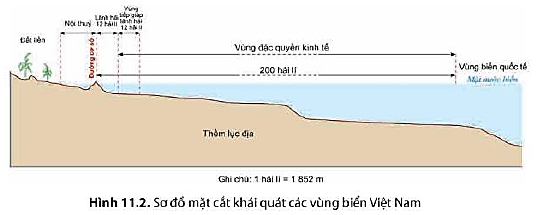 Đất liền
Nội thuỷ
Đường cơ sở
Lãnh hải
12 hải lí
Vùng
tiếp giáp
lãnh hải
12 hải lí
Vùng đặc quyền kinh tế
200 hải lí
Vùng biển quốc tế
Mặt nước biển
Thềm lục địa
Ghi chú: 1 hải lí = 1 852 m
Hình 11.2. Sơ đồ mặt cắt khái quát các vùng biển Việt Nam